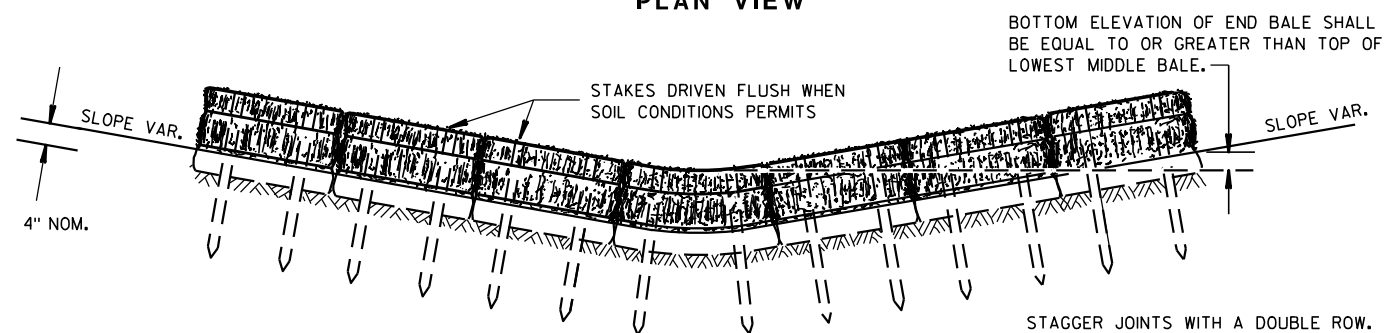 PLAN VIEW
BOTTOM ELEVATION OF END BALE SHALL
BE EQUAL TO OR GREATER THAN TOP OF
LOWEST MIDDLE BALE.
STAKES DRIVEN FLUSH WHEN
SOIL CONDITIONS PERMITS
SLOPE VAR.
SLOPE VAR.
4" NOM.
STAGGER JOINTS WITH A DOUBLE ROW.